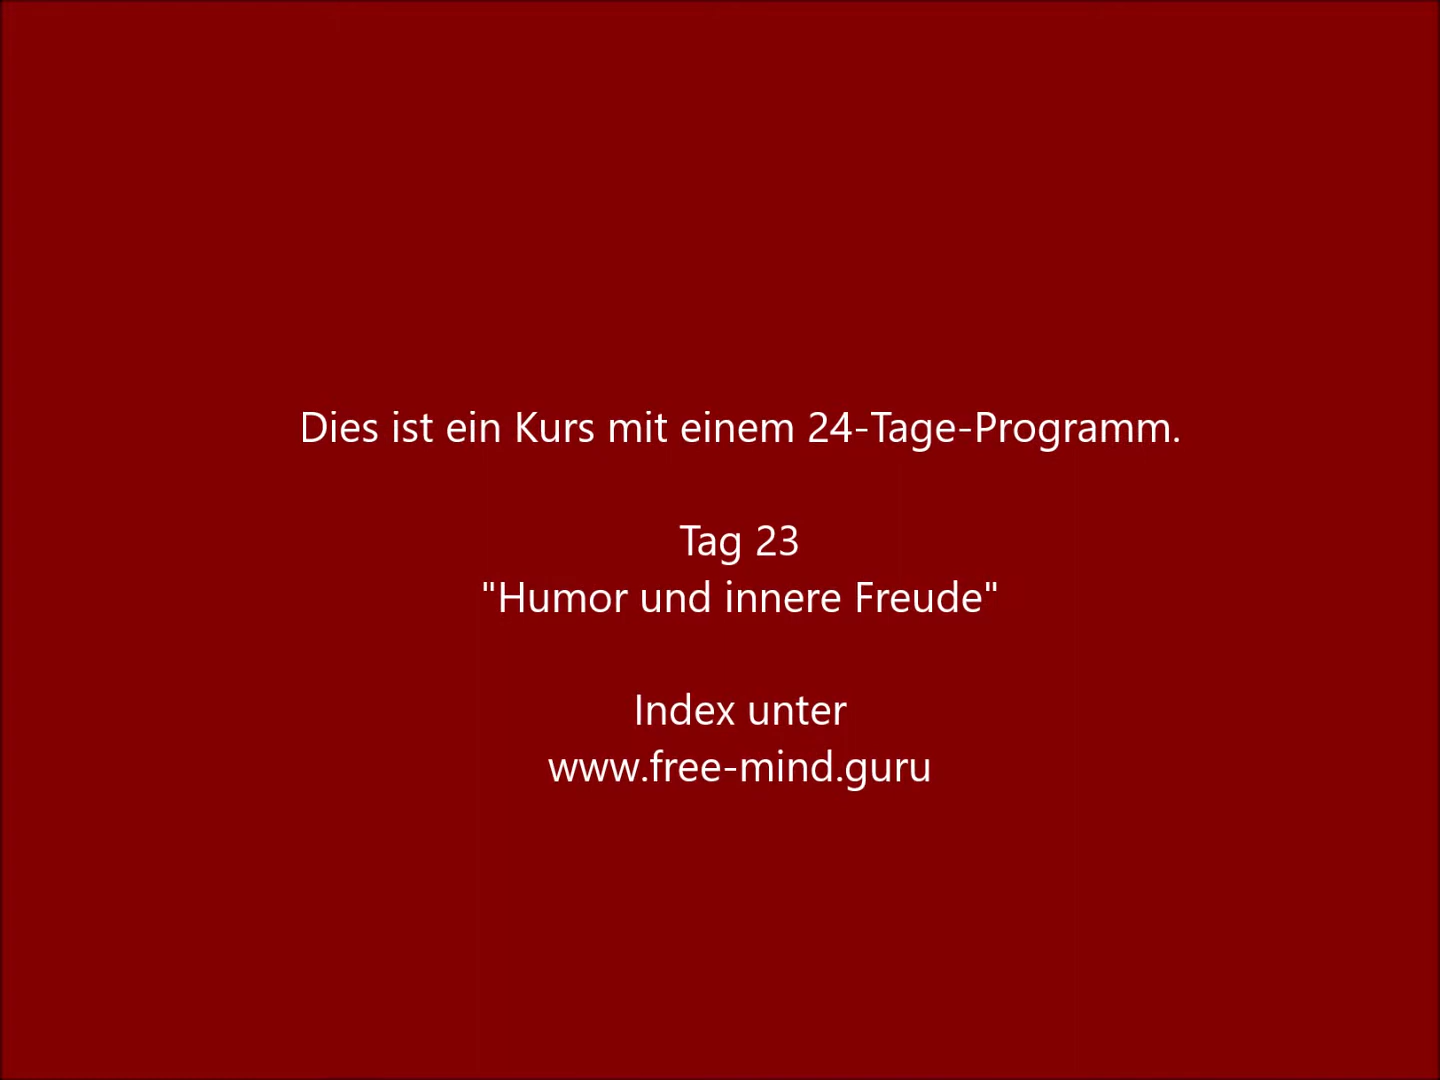 Dies ist ein Kurs mit einem 24-Tage-Programm.
Tag 23
"Humor und innere Freude"
Index unter
www.free-mind.guru